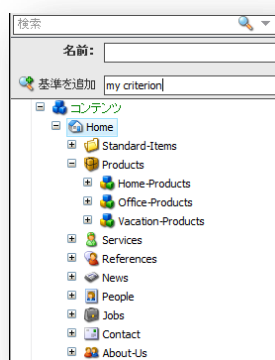 検索
名前:
基準を追加 my criterion
コンテンツ
Home
Standard-Items
Products
Home-Products
Office-Products
Vacation-Products
Services
References
News
People
Jobs
Contact
About-Us